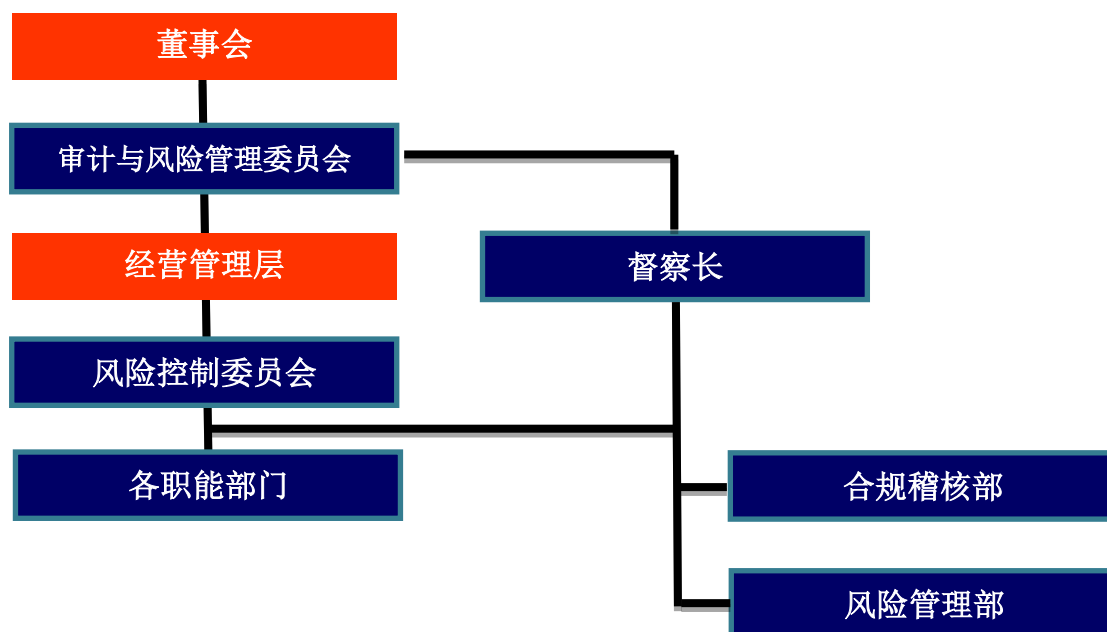 董事会
审计与风险管理委员会
经营管理层
督察长
风险控制委员会
各职能部门
合规稽核部
风险管理部